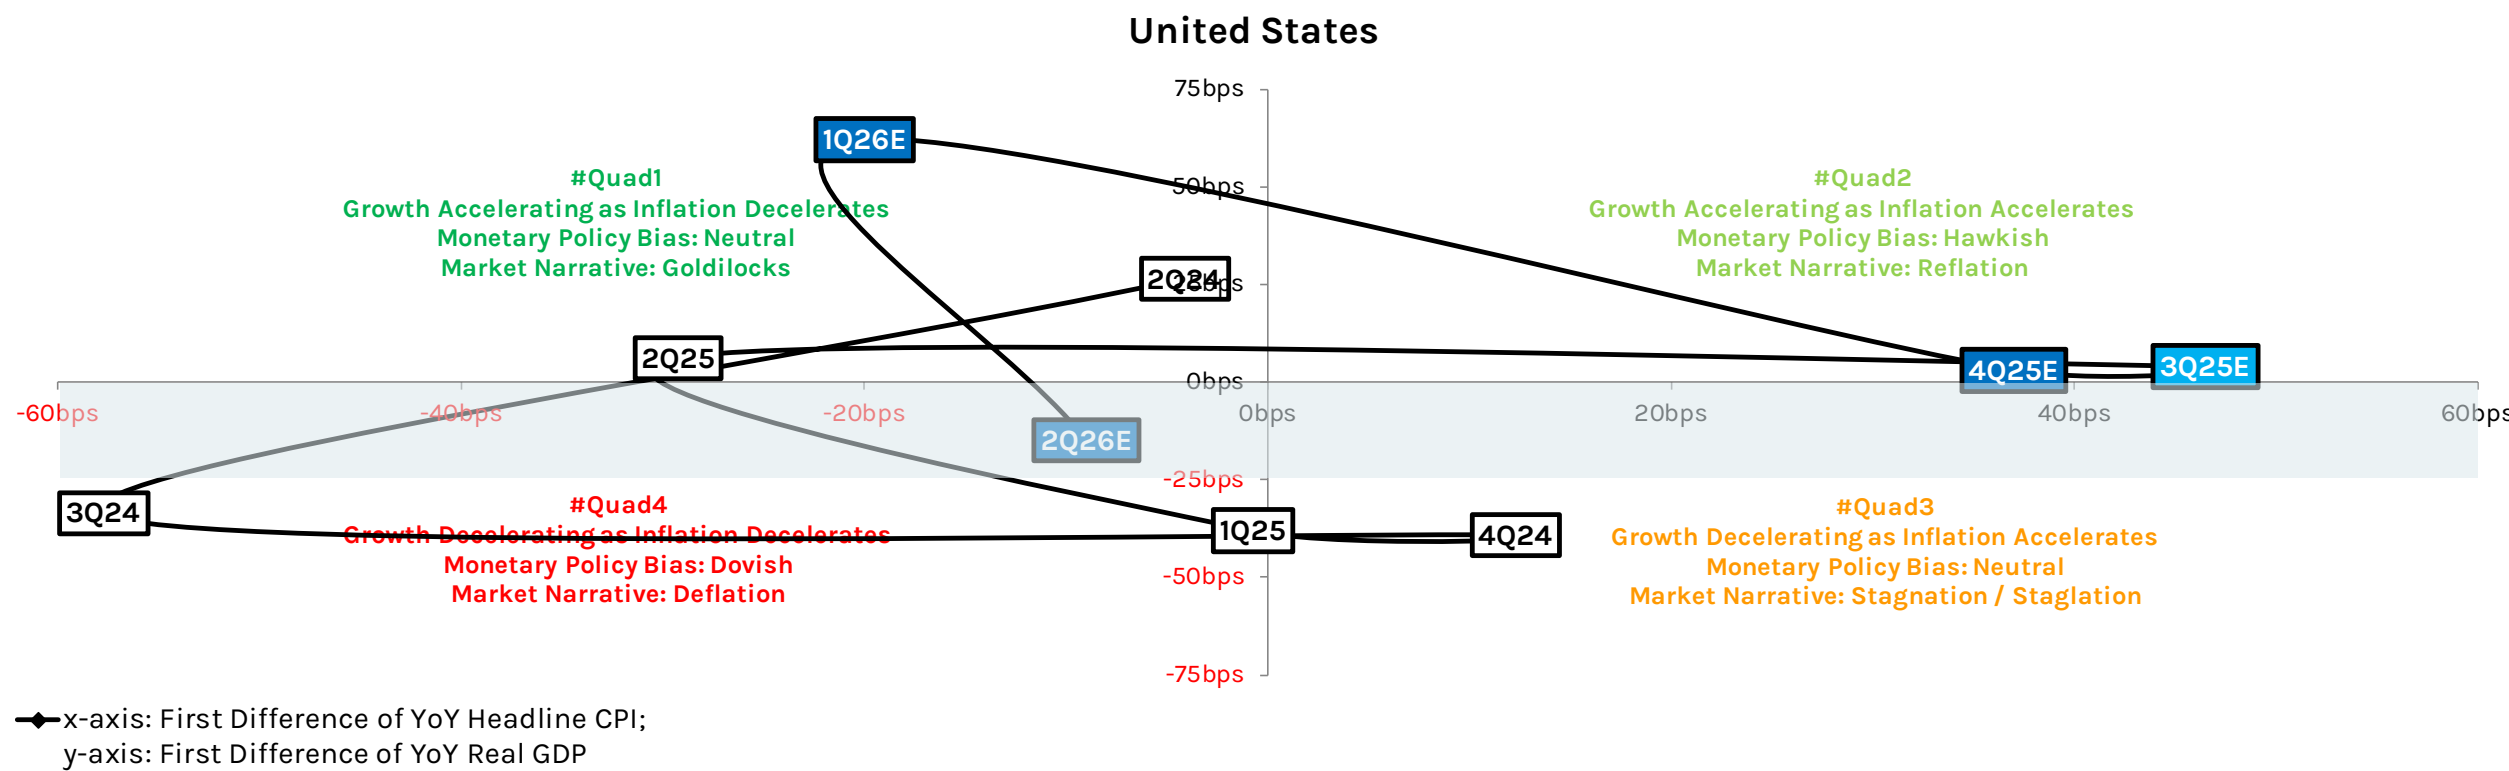 United States
75bps
1Q26E
#Quad1
Growth Accelerating as Inflation Decelerates
Monetary Policy Bias: Neutral
Market Narrative: Goldilocks
50bps
#Quad2
Growth Accelerating as Inflation Accelerates
Monetary Policy Bias: Hawkish
Market Narrative: Reflation
2Q24
25bps
2Q25
4Q25E
3Q25E
0bps
-60bps
-40bps
-20bps
0bps
20bps
40bps
60bps
2Q26E
-25bps
3Q24
#Quad4
Growth Decelerating as Inflation Decelerates
Monetary Policy Bias: Dovish
Market Narrative: Deflation
1Q25
4Q24
#Quad3
Growth Decelerating as Inflation Accelerates
Monetary Policy Bias: Neutral
Market Narrative: Stagnation / Staglation
-50bps
-75bps
x-axis: First Difference of YoY Headline CPI;
y-axis: First Difference of YoY Real GDP